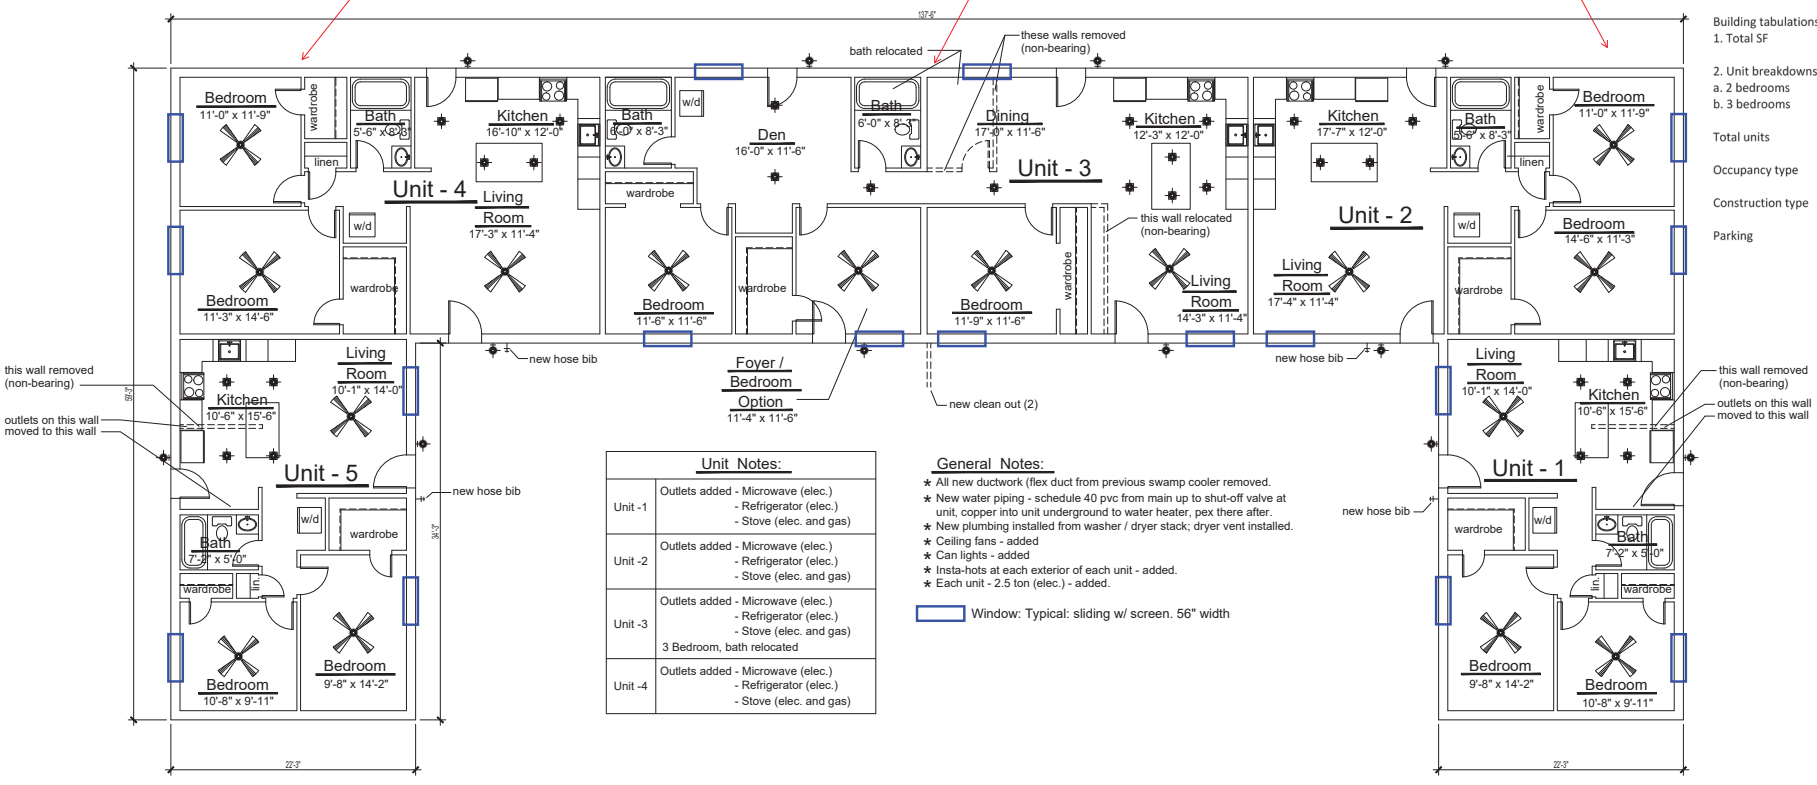 137'-6"
Building tabulations
1. Total SF
2. Unit breakdowns
a. 2 bedrooms
b. 3 bedrooms
Total units
Occupancy type
Construction type
Parking
bath relocated
these walls removed
(non-bearing)
Bedroom
11'-0" x 11'-9"
wardrobe
linen
Bath
5'-6" x 8'-3"
Kitchen
16'-10" x 12'-0"
Unit - 4
Living
Room
17'-3" x 11'-4"
w/d
wardrobe
Bedroom
11'-3" x 14'-6"
Bath
6'-0" x 8'-3"
w/d
wardrobe
Den
16'-0" x 11'-6"
Bath
6'-0" x 8'-3"
Dining
17'-0" x 11'-6"
Unit - 3
Kitchen
12'-3" x 12'-0"
this wall relocated
(non-bearing)
Bedroom
11'-6" x 11'-6"
wardrobe
Bedroom
11'-9" x 11'-6"
wardrobe
Living
Room
14'-3" x 11'-4"
Kitchen
17'-7" x 12'-0"
Unit - 2
Living
Room
17'-4" x 11'-4"
Bath
5'-6" x 8'-3"
wardrobe
linen
Bedroom
11'-0" x 11'-9"
w/d
wardrobe
Bedroom
14'-6" x 11'-3"
new hose bib
Foyer /
Bedroom
Option
11'-4" x 11'-6"
new clean out (2)
new hose bib
this wall removed
(non-bearing)
outlets on this wall
moved to this wall
59'-3"
Living
Room
10'-1" x 14'-0"
Kitchen
10'-6" x 15'-6"
Unit - 5
new hose bib
34'-3"
w/d
wardrobe
Bath
7'-2" x 5'-0"
wardrobe
lin.
Bedroom
10'-8" x 9'-11"
Bedroom
9'-8" x 14'-2"
22'-3"
Unit Notes:
Unit -1
Outlets added - Microwave (elec.)
- Refrigerator (elec.)
- Stove (elec. and gas)
Unit -2
Outlets added - Microwave (elec.)
- Refrigerator (elec.)
- Stove (elec. and gas)
Unit -3
Outlets added - Microwave (elec.)
- Refrigerator (elec.)
- Stove (elec. and gas)
3 Bedroom, bath relocated
Unit -4
Outlets added - Microwave (elec.)
- Refrigerator (elec.)
- Stove (elec. and gas)
General Notes:
* All new ductwork (flex duct from previous swamp cooler removed.
* New water piping - schedule 40 pvc from main up to shut-off valve at
unit, copper into unit underground to water heater, pex there after.
* New plumbing installed from washer / dryer stack; dryer vent installed.
* Ceiling fans - added
* Can lights - added
* Insta-hots at each exterior of each unit - added.
* Each unit - 2.5 ton (elec.) - added.
Window: Typical: sliding w/ screen. 56" width
Living
Room
10'-1" x 14'-0"
Kitchen
10'-6" x 15'-6"
this wall removed
(non-bearing)
outlets on this wall
moved to this wall
Unit - 1
new hose bib
wardrobe
w/d
Bath
7'-2" x 5'-0"
lin.
wardrobe
Bedroom
9'-8" x 14'-2"
Bedroom
10'-8" x 9'-11"
22'-3"